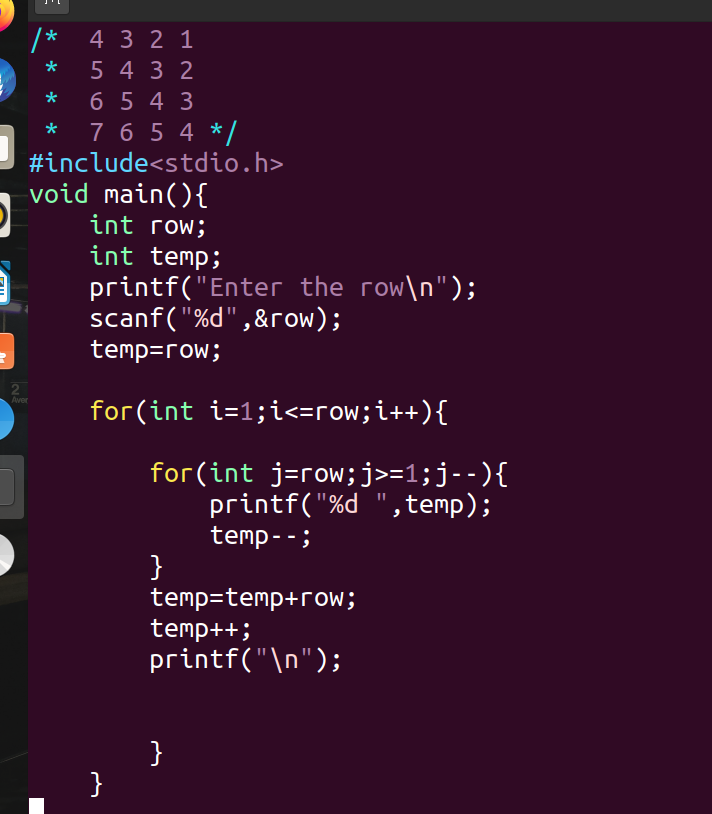 /*  4 3 2 1
 *  5 4 3 2
 *  6 5 4 3
 *  7 6 5 4 */
#include<stdio.h>
void main(){
    int row;
    int temp;
    printf("Enter the row\n");
    scanf("%d",&row);
    temp=row;

    for(int i=1;i<=row;i++){

        for(int j=row;j>=1;j--){
            printf("%d ",temp);
            temp--;
        }
        temp=temp+row;
        temp++;
        printf("\n");


        }
    }